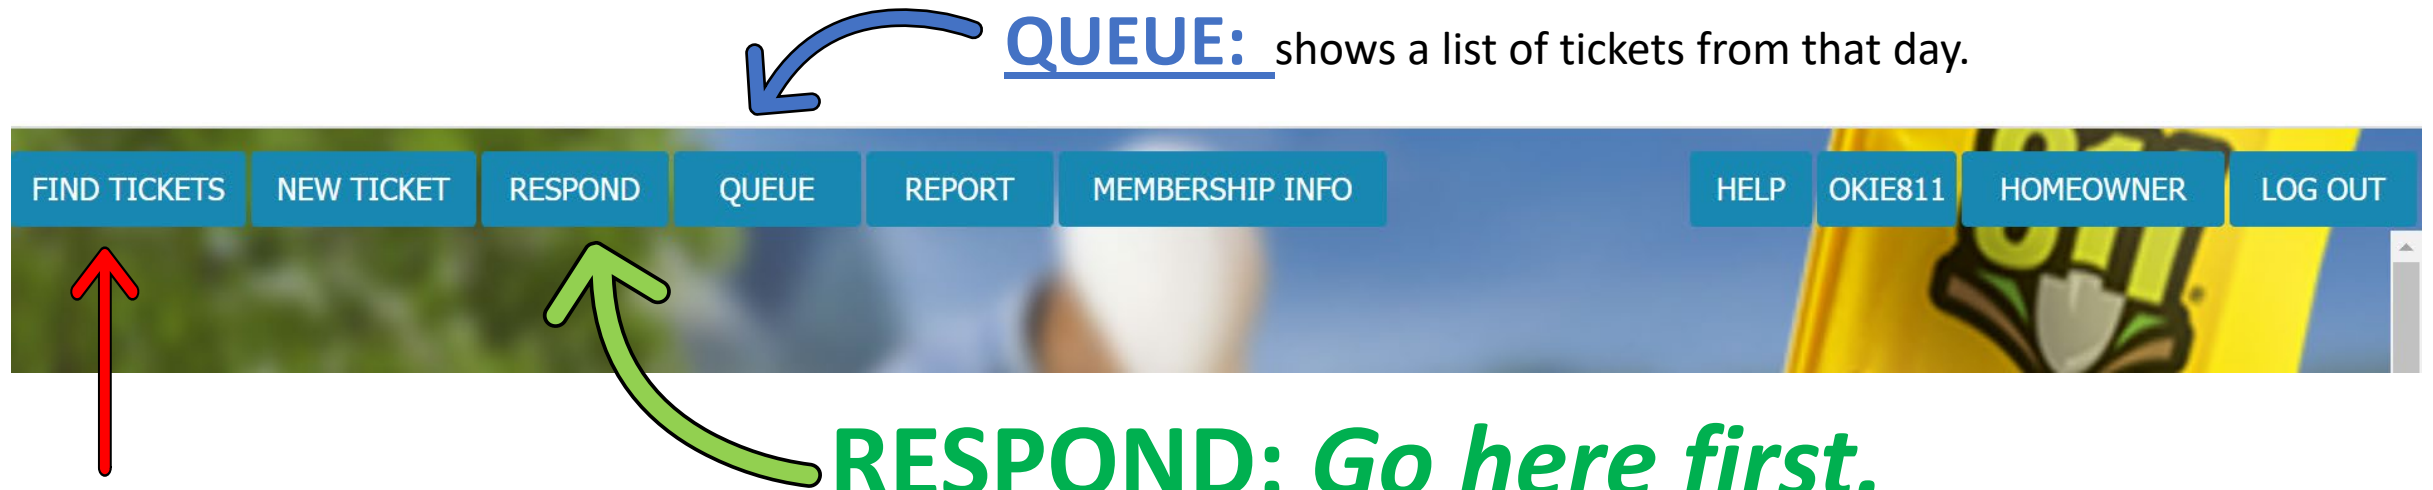 QUEUE: shows a list of tickets from that day.
FIND TICKETS NEW TICKET RESPOND QUEUE REPORT MEMBERSHIP INFO HELP OKIE811 HOMEOWNER LOG OUT
811
RESPOND: Go here first.